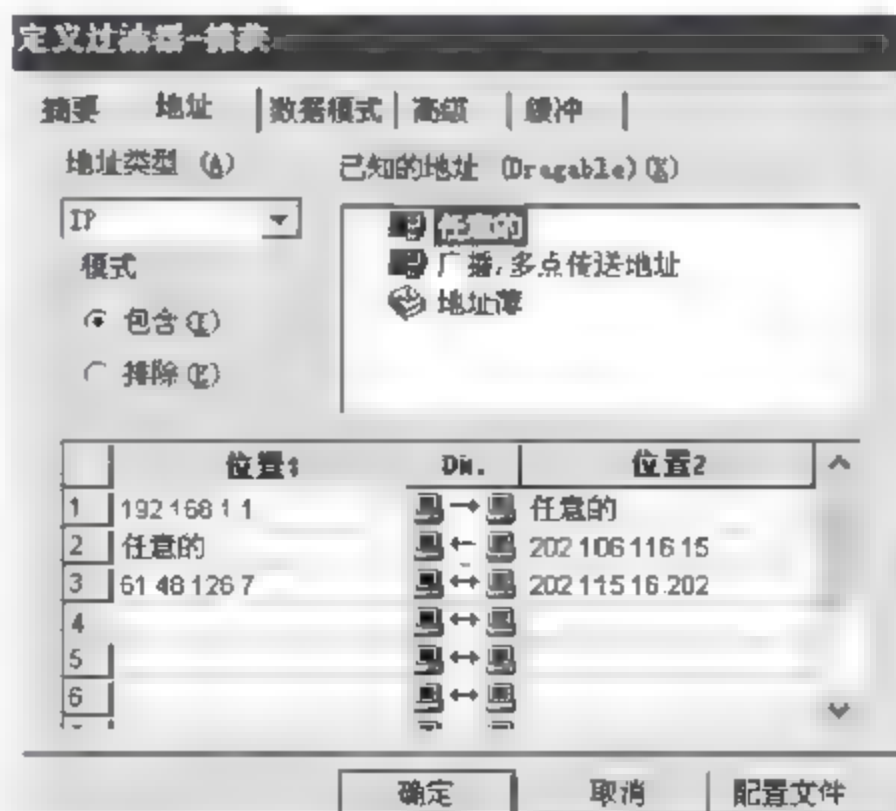 定义过滤器-捕获
摘要 地址 数据模式 高级 缓冲
地址类型 (A)
已知的地址 (Dragable)(K)
IP
任意的
广播,多点传送地址
地址薄
模式
包含(I)
排除(E)
位置1 Dir. 位置2
1 192 168 1 1 任意的
2 任意的 202 106 116 15
3 61 48 126 7 202 115 16.202
4
5
6
确定 取消 配置文件